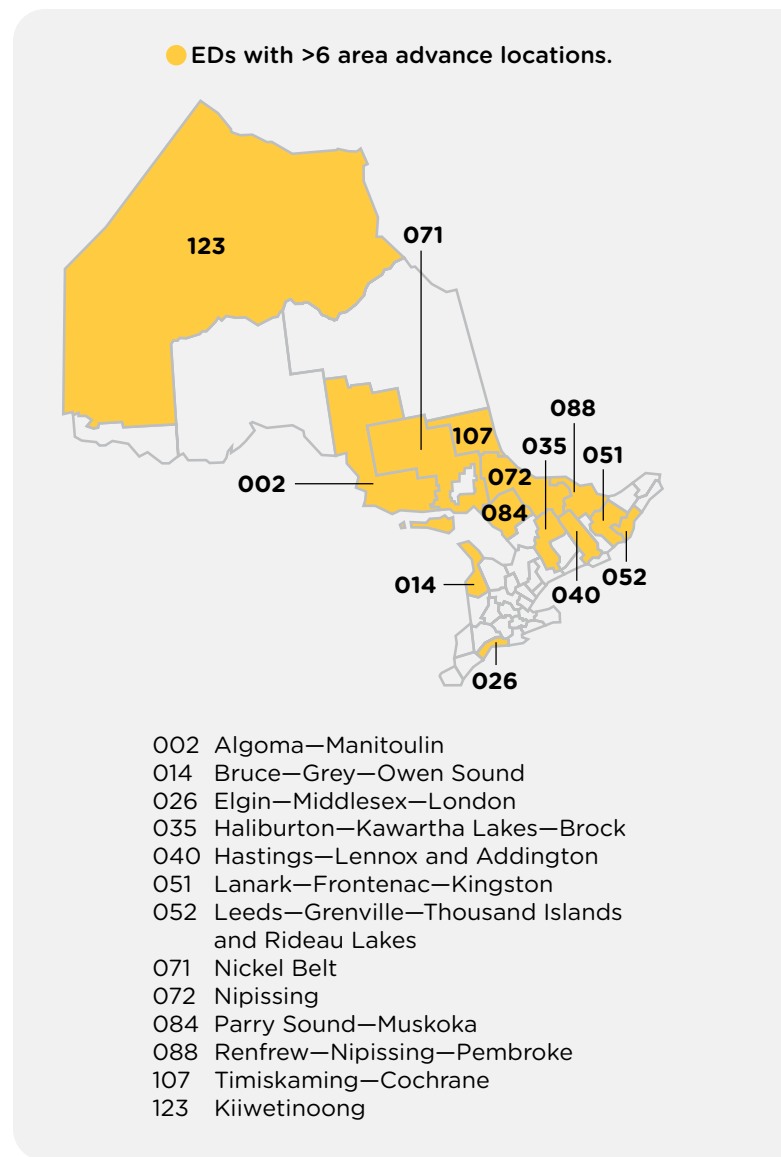 EDs with >6 area advance locations.
123
071
088
107
035
051
002
072
084
014
052
040
026
002 Algoma—Manitoulin
014 Bruce—Grey—Owen Sound
026 Elgin—Middlesex—London
035 Haliburton—Kawartha Lakes—Brock
040 Hastings—Lennox and Addington
051 Lanark—Frontenac—Kingston
052 Leeds—Grenville—Thousand Islands
and Rideau Lakes
071 Nickel Belt
072 Nipissing
084 Parry Sound—Muskoka
088 Renfrew—Nipissing—Pembroke
107 Timiskaming—Cochrane
123 Kiiwetinoong